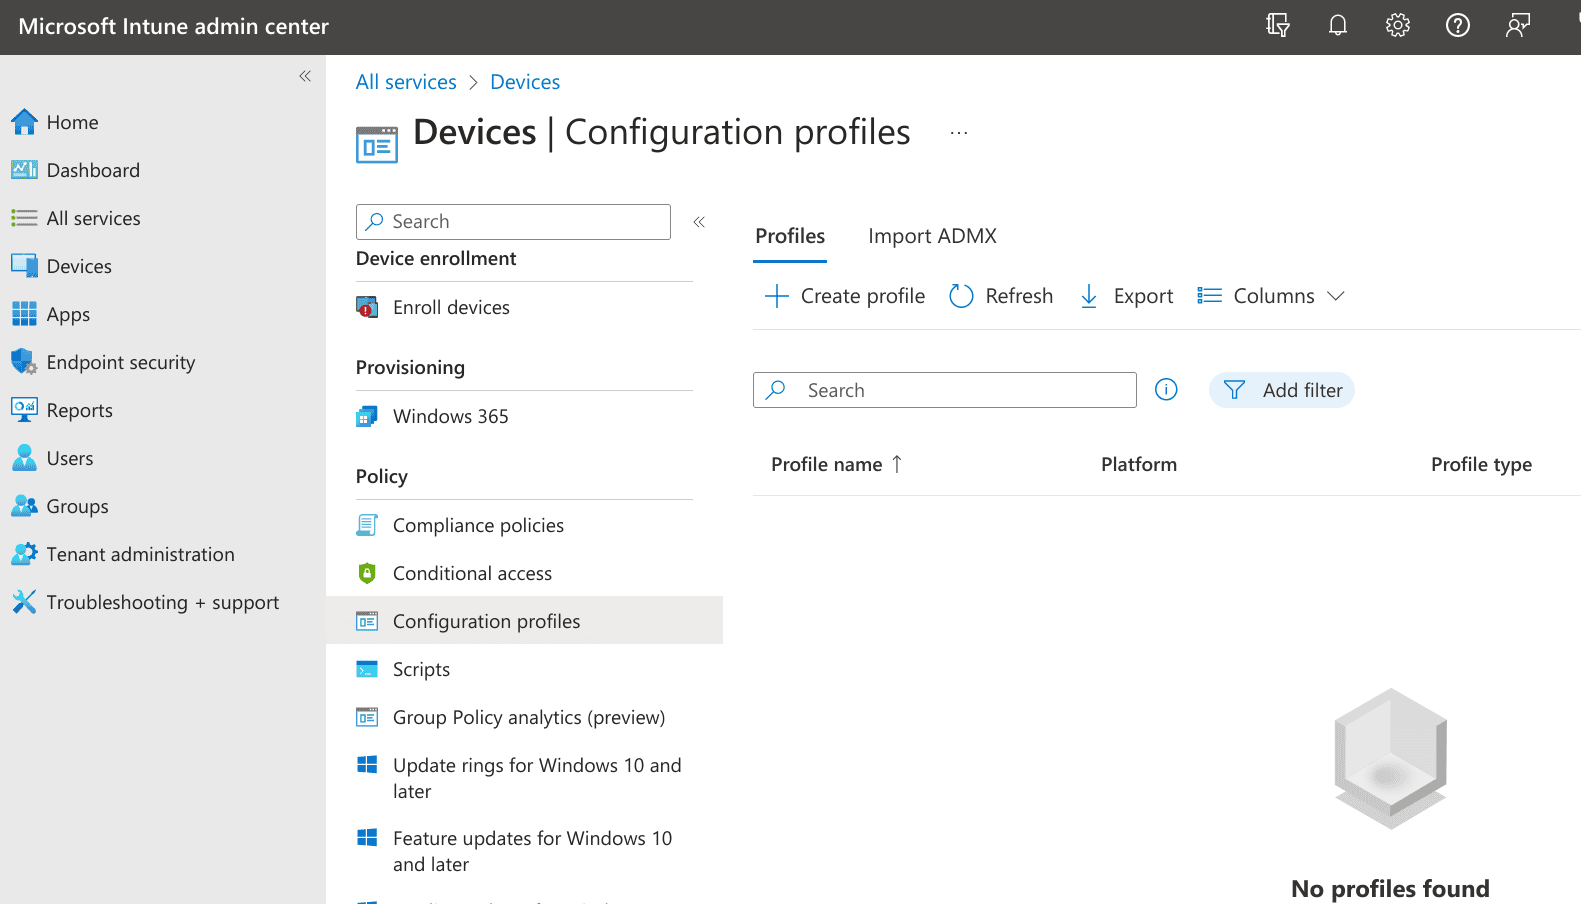 Microsoft Intune admin center
Home
Dashboard
All services
Devices
Apps
Endpoint security
Reports
Users
Groups
Tenant administration
Troubleshooting + support
All services > Devices
Devices | Configuration profiles ...
Search
Device enrollment
Enroll devices
Provisioning
Windows 365
Policy
Compliance policies
Conditional access
Configuration profiles
Scripts
Group Policy analytics (preview)
Update rings for Windows 10 and
later
Feature updates for Windows 10
and later
Profiles Import ADMX
Create profile Refresh Export Columns
Search Add filter
Profile name ↑ Platform Profile type
No profiles found